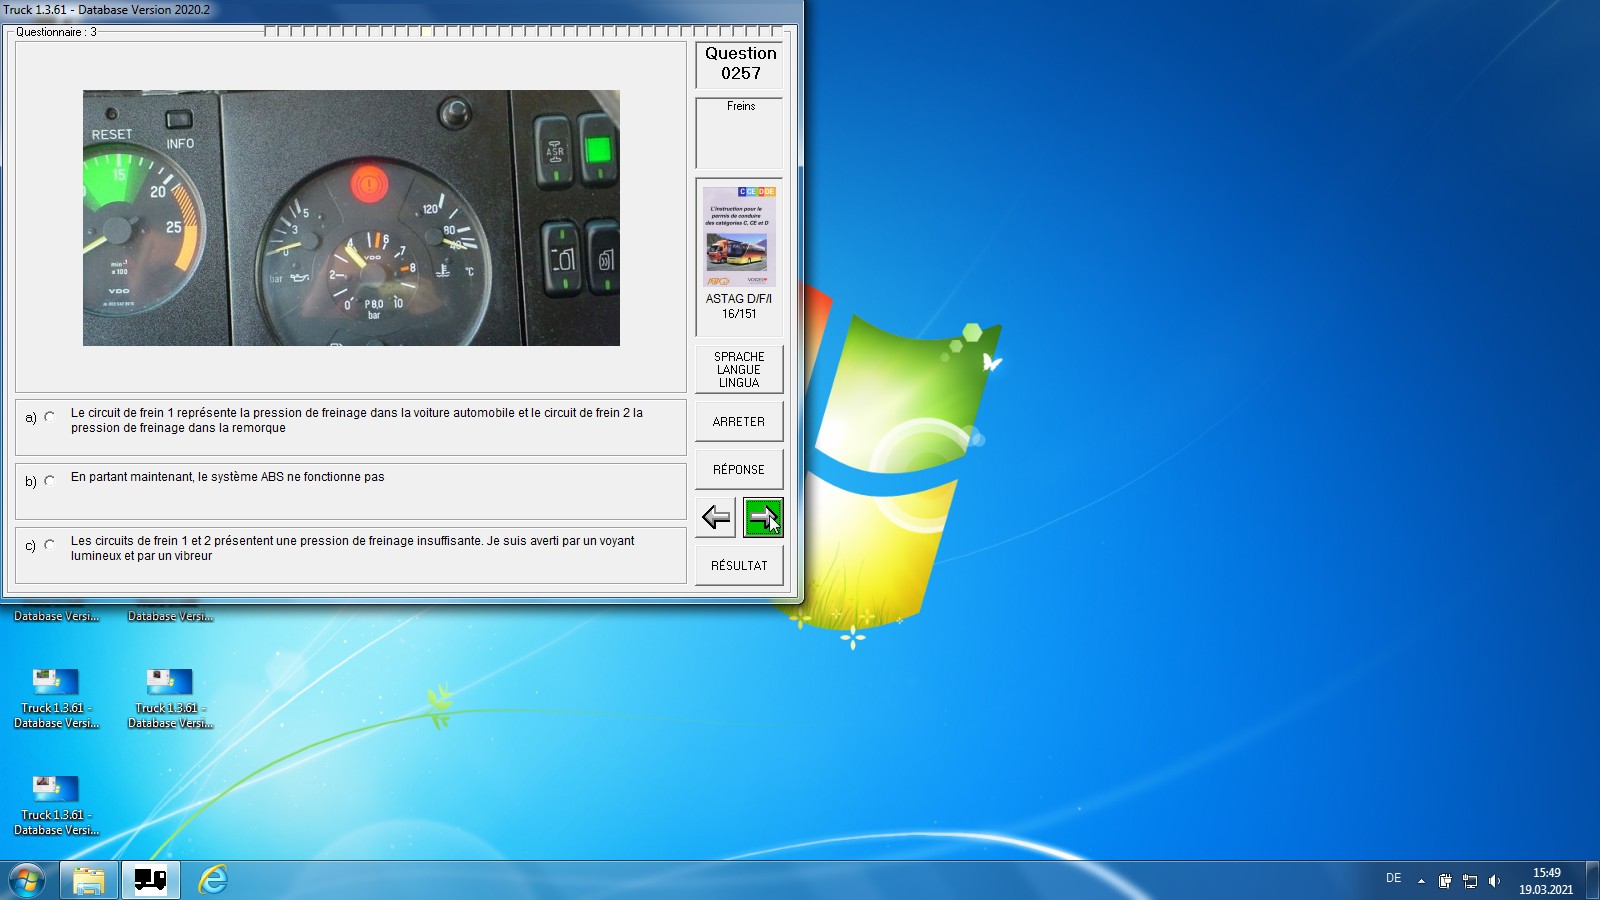 Truck 1.3.61 - Database Version 2020.2
Questionnaire : 3
RESET
INFO
15
20
25
min⁻¹
x 100
VDO
5
3
0
bar
120
80
40
°C
4
6
7
2
8
VDO
0
P 8,0
10
bar
ASR
Question
0257
Freins
C CE D DE
L'instruction pour le
permis de conduire
des catégories C, CE et D
ASTAG D/F/I
16/151
SPRACHE
LANGUE
LINGUA
ARRETER
RÉPONSE
RÉSULTAT
a)
Le circuit de frein 1 représente la pression de freinage dans la voiture automobile et le circuit de frein 2 la
pression de freinage dans la remorque
b)
En partant maintenant, le système ABS ne fonctionne pas
c)
Les circuits de frein 1 et 2 présentent une pression de freinage insuffisante. Je suis averti par un voyant
lumineux et par un vibreur
Database Versi...
Database Versi...
Truck 1.3.61 -
Database Versi...
Truck 1.3.61 -
Database Versi...
Truck 1.3.61 -
Database Versi...
DE
15:49
19.03.2021